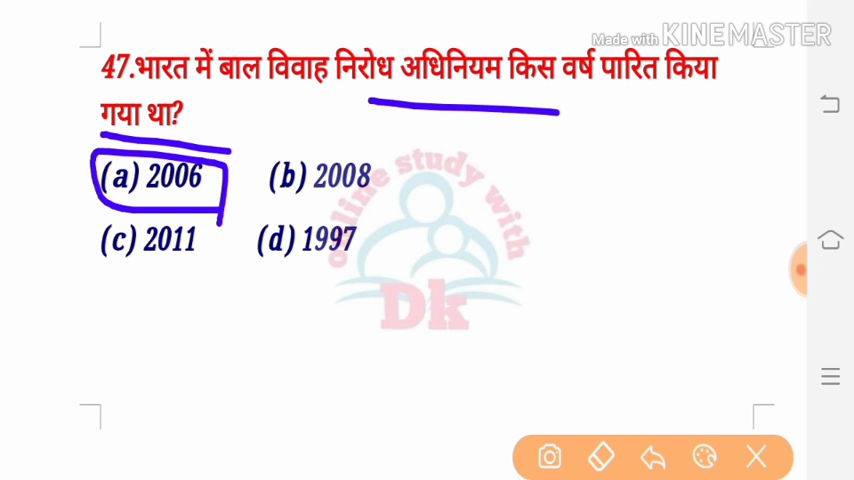 Made with KINEMASTER
47.भारत में बाल विवाह निरोध अधिनियम किस वर्ष पारित किया
गया था?
(a) 2006 (b) 2008
(c) 2011 (d) 1997
online study with
Dk